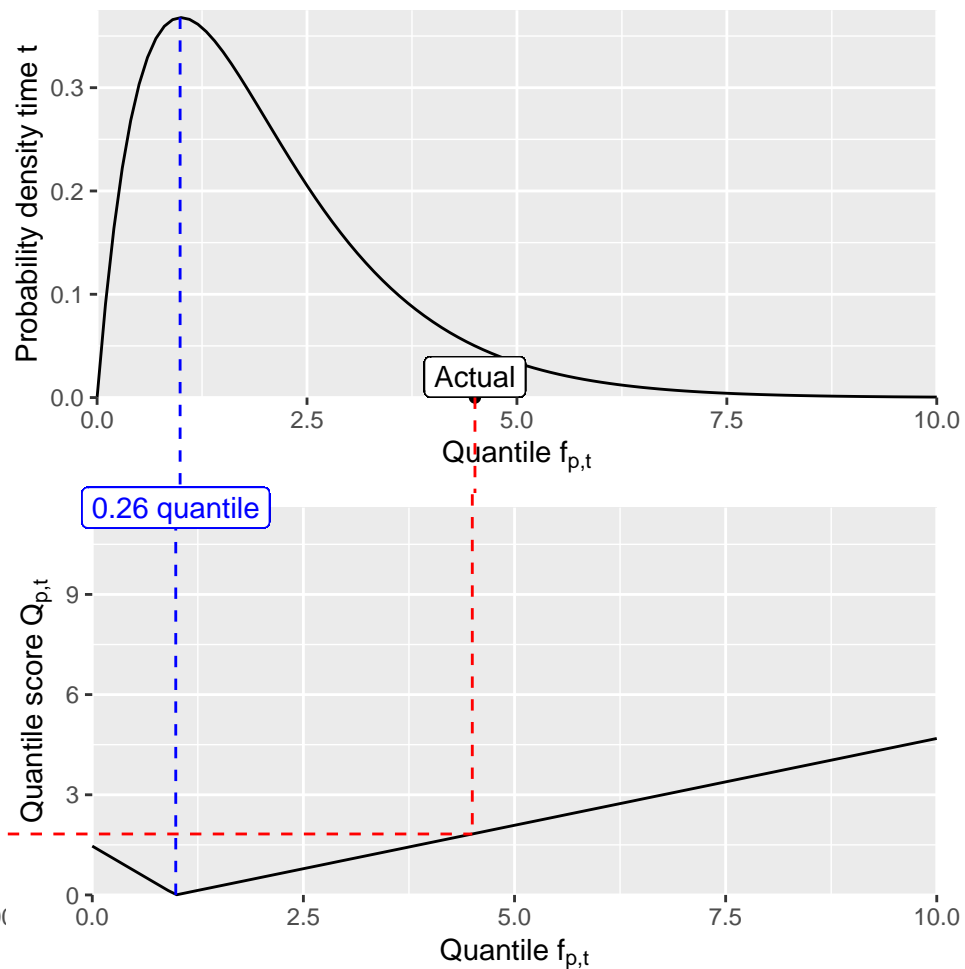 Probability density time t
0.3
0.2
0.1
0.0
Actual
0.0 2.5 5.0 7.5 10.0
Quantile f_p,t
0.26 quantile
Quantile score Q_p,t
9
6
3
0
0.0 2.5 5.0 7.5 10.0
Quantile f_p,t